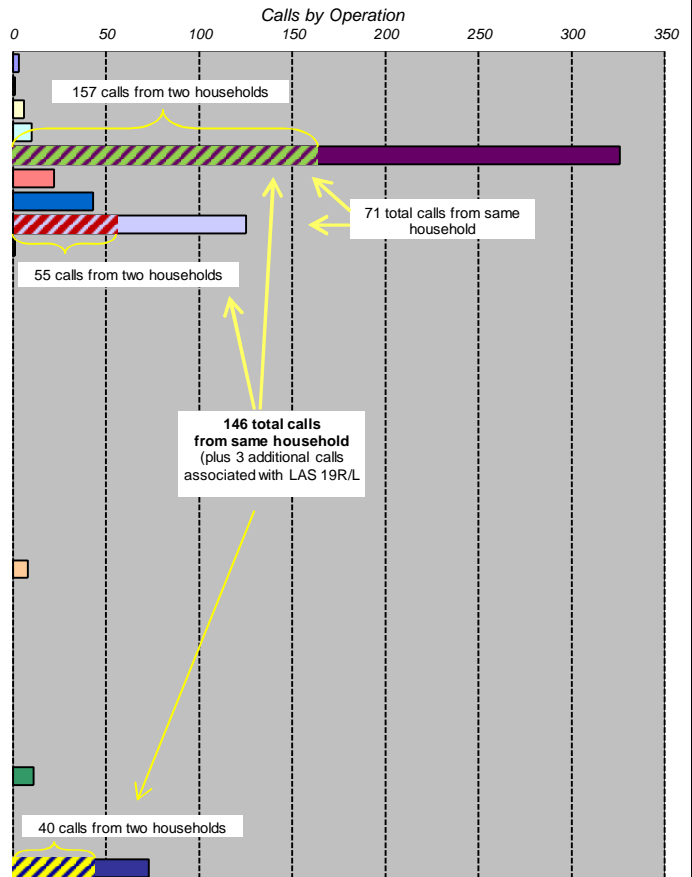 Calls by Operation
0 50 100 150 200 250 300 350
157 calls from two households
71 total calls from same
household
55 calls from two households
146 total calls
from same household
(plus 3 additional calls
associated with LAS 19R/L
40 calls from two households